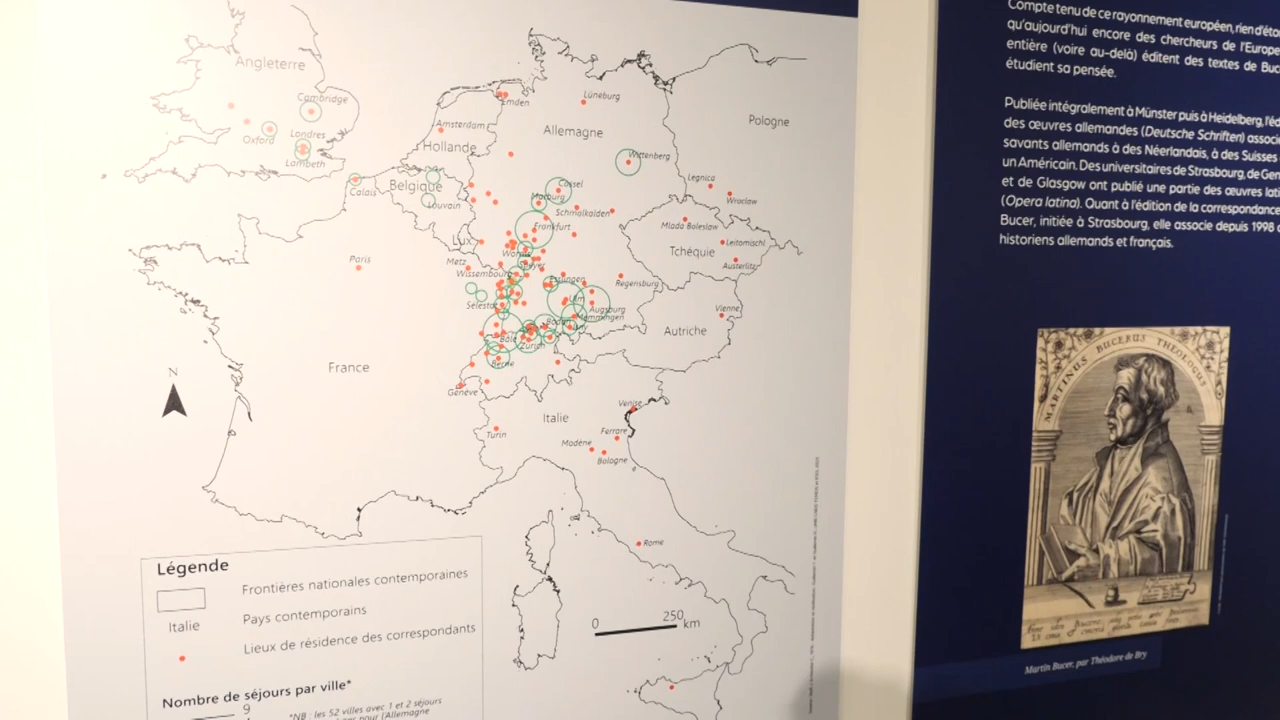 Angleterre
Cambridge
Oxford
Londres
Lambeth
Calais
Amsterdam
Hollande
Belgique
Louvain
Emden
Lüneburg
Allemagne
Pologne
Wittenberg
Cassel
Marburg
Schmalkalden
Frankfurt
Legnica
Wroclaw
Mlada Boleslaw
Tchéquie
Leitomischl
Austerlitz
Lux.
Metz
Paris
Wissembourg
Esslingen
Regensburg
Ulm
Augsburg
Memmingen
Vienne
Autriche
Bâle
Zurich
Berne
Genève
France
N
Italie
Venise
Turin
Ferrare
Modène
Bologne
Rome
0 250 km
Légende
Frontières nationales contemporaines
Italie
Pays contemporains
Lieux de résidence des correspondants
Nombre de séjours par ville*
9
*NB : les 52 villes avec 1 et 2 séjours
pour l'Allemagne
Compte tenu de ce rayonnement européen, rien d'éto
qu'aujourd'hui encore des chercheurs de l'Europe
entière (voire au-delà) éditent des textes de Buc
étudient sa pensée.
Publiée intégralement à Münster puis à Heidelberg, l'éd
des œuvres allemandes (Deutsche Schriften) associ
savants allemands à des Néerlandais, à des Suisses
un Américain. Des universitaires de Strasbourg, de Gen
et de Glasgow ont publié une partie des œuvres lat
(Opera latina). Quant à l'édition de la correspondance
Bucer, initiée à Strasbourg, elle associe depuis 1998
historiens allemands et français.
MARTINUS BUCERUS THEOLOGUS
Martin Bucer, par Théodore de Bry